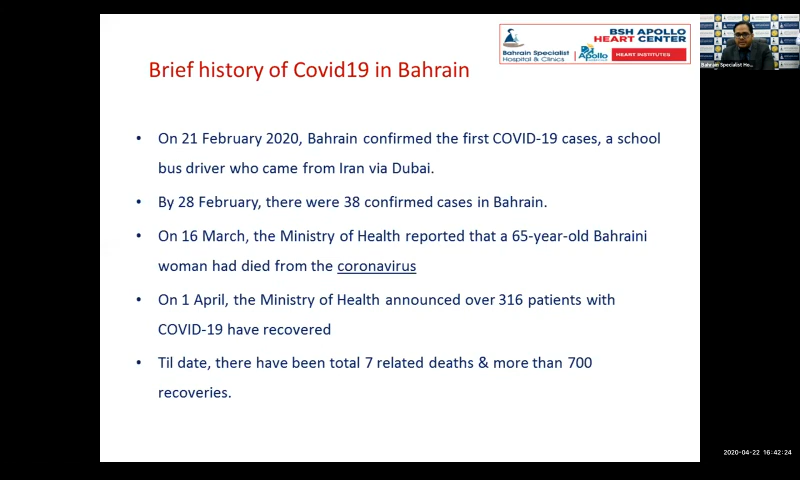 BSH APOLLO
HEART CENTER
Bahrain Specialist
Hospital & Clinics
Apollo
HEART INSTITUTES
Bahrain Specialist Ho...
Brief history of Covid19 in Bahrain
• On 21 February 2020, Bahrain confirmed the first COVID-19 cases, a school
bus driver who came from Iran via Dubai.
• By 28 February, there were 38 confirmed cases in Bahrain.
• On 16 March, the Ministry of Health reported that a 65-year-old Bahraini
woman had died from the coronavirus
• On 1 April, the Ministry of Health announced over 316 patients with
COVID-19 have recovered
• Til date, there have been total 7 related deaths & more than 700
recoveries.
2020-04-22 16:42:24